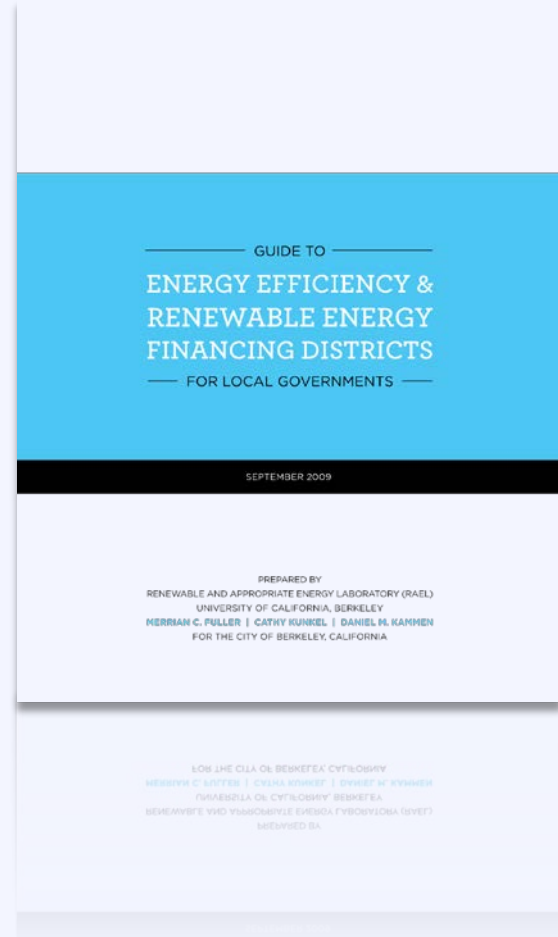 GUIDE TO
ENERGY EFFICIENCY &
RENEWABLE ENERGY
FINANCING DISTRICTS
FOR LOCAL GOVERNMENTS
SEPTEMBER 2009
PREPARED BY
RENEWABLE AND APPROPRIATE ENERGY LABORATORY (RAEL)
UNIVERSITY OF CALIFORNIA, BERKELEY
MERRIAN C. FULLER | CATHY KUNKEL | DANIEL M. KAMMEN
FOR THE CITY OF BERKELEY, CALIFORNIA